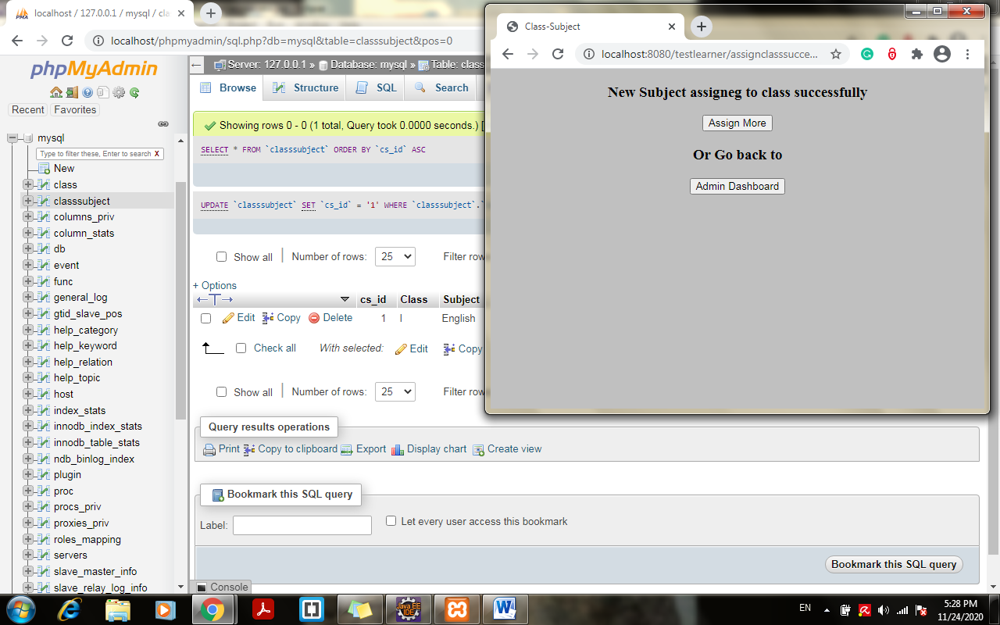 localhost / 127.0.0.1 / mysql / cla
localhost/phpmyadmin/sql.php?db=mysql&table=classsubject&pos=0
phpMyAdmin
Recent Favorites
mysql
Type to filter these, Enter to search X
New
class
classsubject
columns_priv
column_stats
db
event
func
general_log
gtid_slave_pos
help_category
help_keyword
help_relation
help_topic
host
index_stats
innodb_index_stats
innodb_table_stats
ndb_binlog_index
plugin
proc
procs_priv
proxies_priv
roles_mapping
servers
slave_master_info
slave_relay_log_info
Server: 127.0.0.1 » Database: mysql » Table: class
Browse Structure SQL Search
Showing rows 0 - 0 (1 total, Query took 0.0000 seconds.) [
SELECT * FROM `classsubject` ORDER BY `cs_id` ASC
UPDATE `classsubject` SET `cs_id` = '1' WHERE `classsubject`.`
Show all Number of rows: 25 Filter row
+ Options
cs_id Class Subject
Edit Copy Delete 1 I English
Check all With selected: Edit Copy
Show all Number of rows: 25 Filter row
Query results operations
Print Copy to clipboard Export Display chart Create view
Bookmark this SQL query
Label: Let every user access this bookmark
Bookmark this SQL query
Console
Class-Subject
localhost:8080/testlearner/assignclasssucce...
New Subject assigneg to class successfully
Assign More
Or Go back to
Admin Dashboard
Java EE
IDE
EN
5:28 PM
11/24/2020